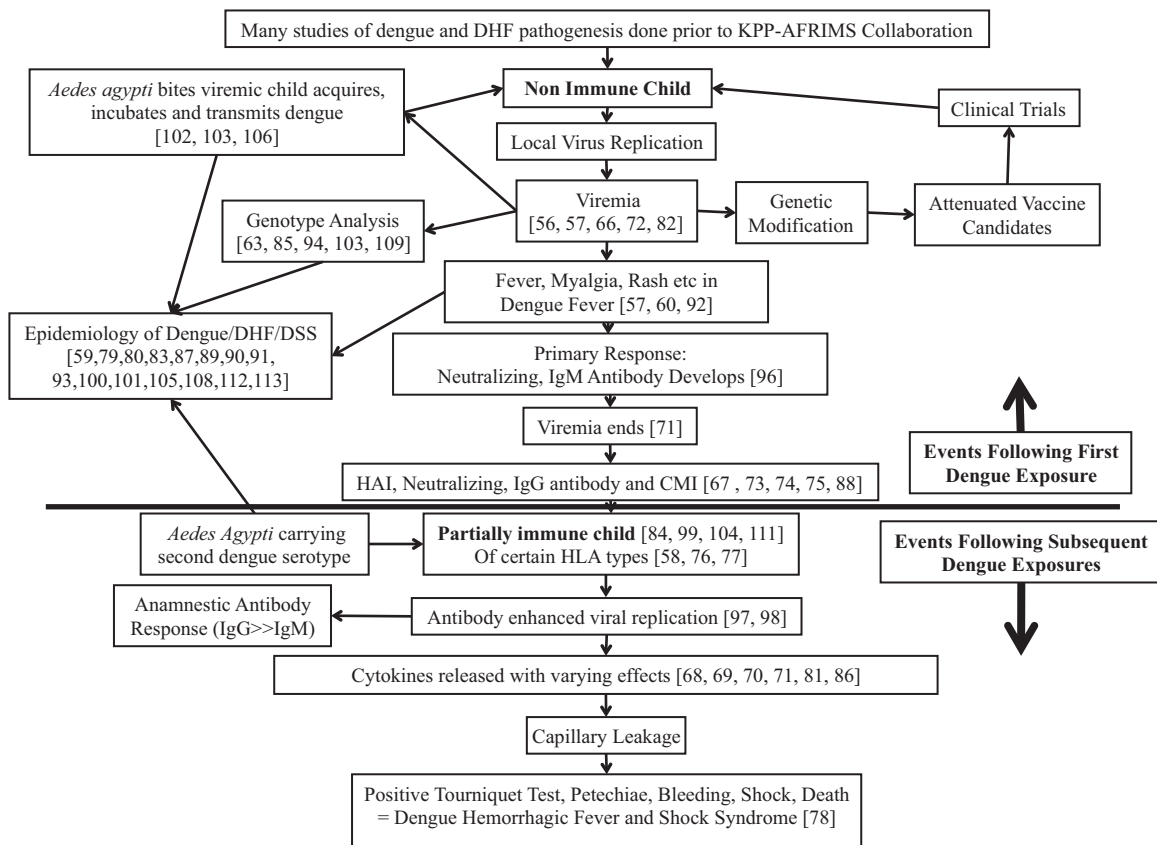 Many studies of dengue and DHF pathogenesis done prior to KPP-AFRIMS Collaboration
Aedes agypti bites viremic child acquires,
incubates and transmits dengue
[102, 103, 106]
Non Immune Child
Clinical Trials
Local Virus Replication
Viremia
[56, 57, 66, 72, 82]
Genetic
Modification
Attenuated Vaccine
Candidates
Genotype Analysis
[63, 85, 94, 103, 109]
Fever, Myalgia, Rash etc in
Dengue Fever [57, 60, 92]
Epidemiology of Dengue/DHF/DSS
[59,79,80,83,87,89,90,91,
93,100,101,105,108,112,113]
Primary Response:
Neutralizing, IgM Antibody Develops [96]
Viremia ends [71]
Events Following First
Dengue Exposure
HAI, Neutralizing, IgG antibody and CMI [67 , 73, 74, 75, 88]
Aedes Agypti carrying
second dengue serotype
Partially immune child [84, 99, 104, 111]
Of certain HLA types [58, 76, 77]
Events Following Subsequent
Dengue Exposures
Anamnestic Antibody
Response (IgG>>IgM)
Antibody enhanced viral replication [97, 98]
Cytokines released with varying effects [68, 69, 70, 71, 81, 86]
Capillary Leakage
Positive Tourniquet Test, Petechiae, Bleeding, Shock, Death
= Dengue Hemorrhagic Fever and Shock Syndrome [78]